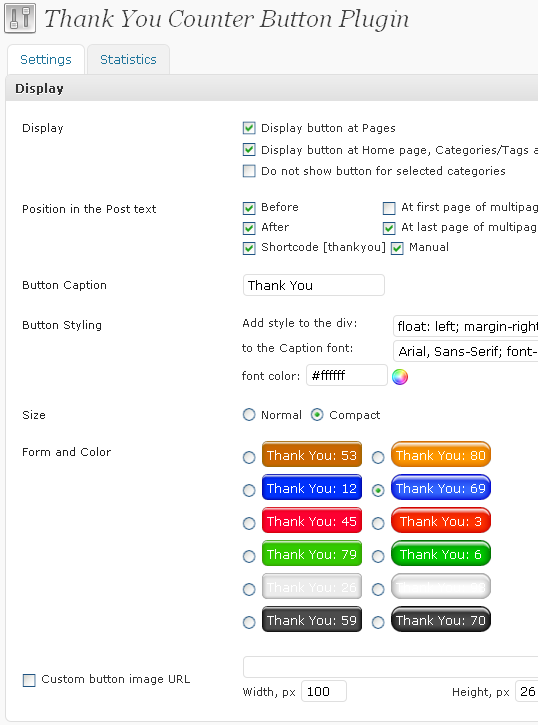 Thank You Counter Button Plugin
Settings Statistics
Display
Display
Display button at Pages
Display button at Home page, Categories/Tags
Do not show button for selected categories
Position in the Post text
Before At first page of multipag
After At last page of multipag
Shortcode [thankyou] Manual
Button Caption Thank You
Button Styling Add style to the div: float: left; margin-right
to the Caption font: Arial, Sans-Serif; font-
font color: #ffffff
Size Normal Compact
Form and Color
Thank You: 53 Thank You: 80
Thank You: 12 Thank You: 69
Thank You: 45 Thank You: 3
Thank You: 79 Thank You: 6
Thank You: 26 Thank You:
Thank You: 59 Thank You: 70
Custom button image URL
Width, px 100 Height, px 26